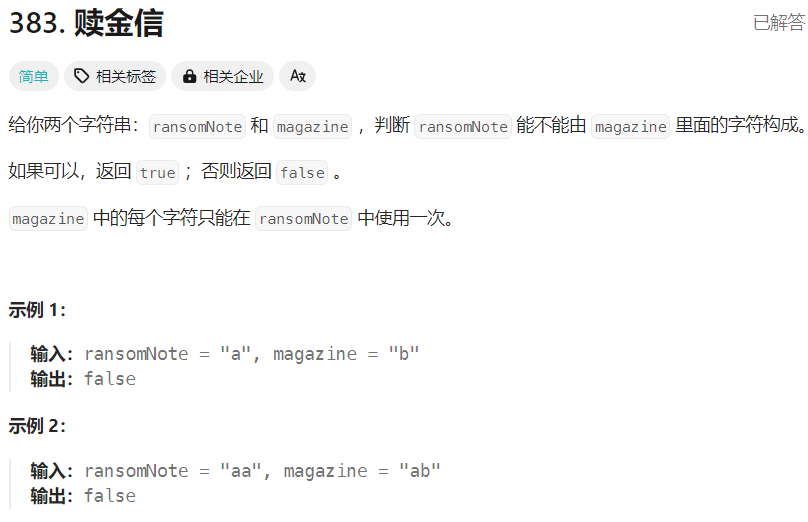 383. 赎金信
已解答
简单 相关标签 相关企业 Aあ
给你两个字符串：ransomNote 和 magazine ，判断 ransomNote 能不能由 magazine 里面的字符构成。
如果可以，返回 true ；否则返回 false 。
magazine 中的每个字符只能在 ransomNote 中使用一次。
示例 1：
输入：ransomNote = "a", magazine = "b"
输出：false
示例 2：
输入：ransomNote = "aa", magazine = "ab"
输出：false